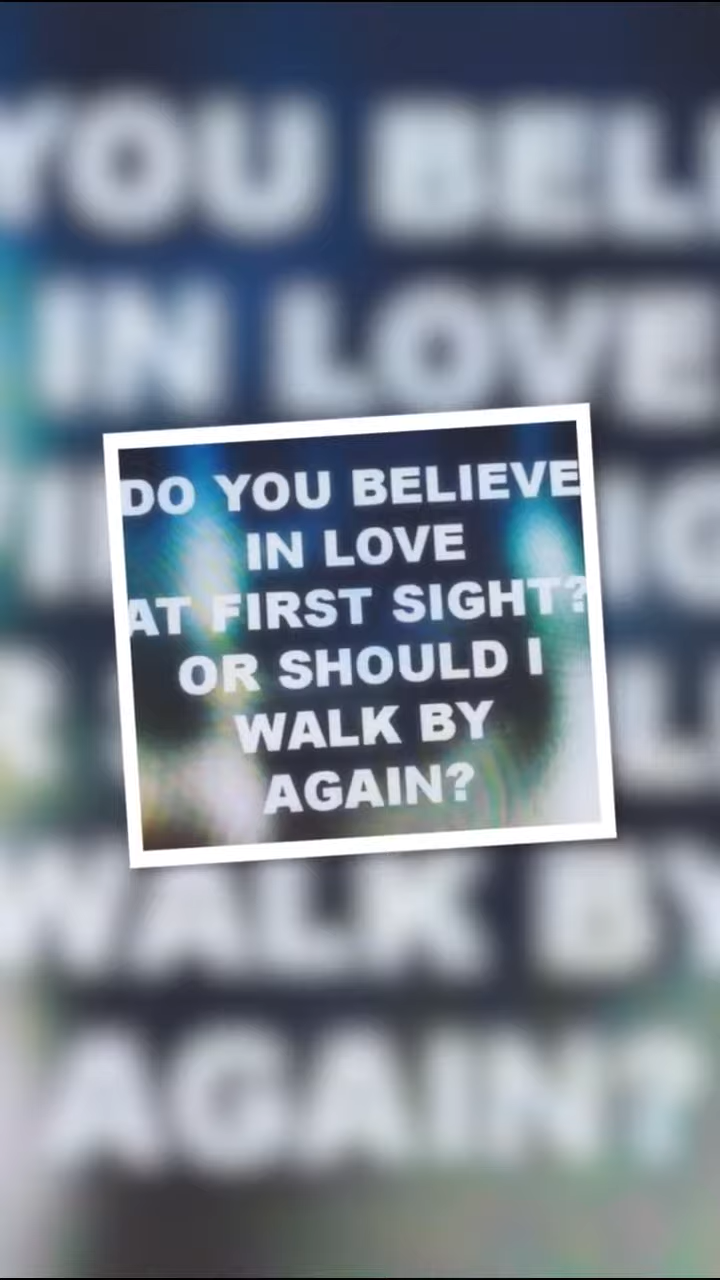 DO YOU BELIEVE
IN LOVE
AT FIRST SIGHT?
OR SHOULD I
WALK BY
AGAIN?